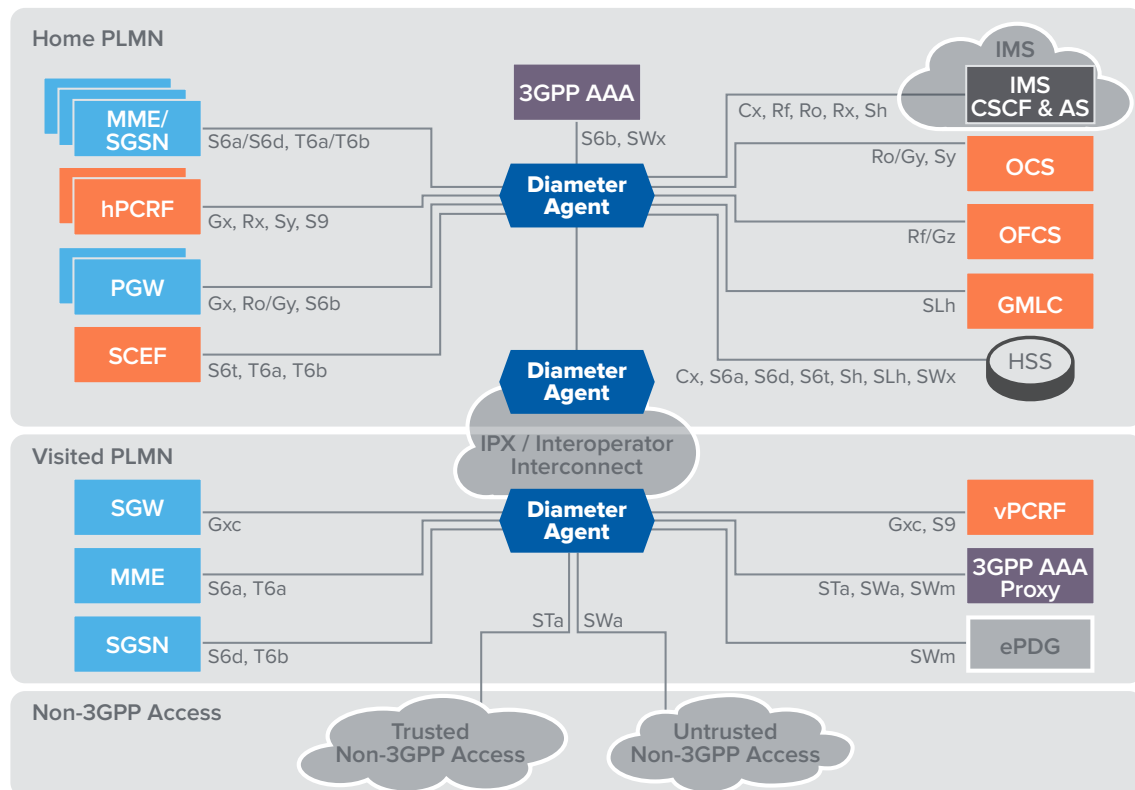 Home PLMN
MME/
SGSN
S6a/S6d, T6a/T6b
hPCRF
Gx, Rx, Sy, S9
PGW
Gx, Ro/Gy, S6b
SCEF
S6t, T6a, T6b
3GPP AAA
S6b, SWx
Diameter
Agent
IMS
IMS
CSCF & AS
Cx, Rf, Ro, Rx, Sh
OCS
Ro/Gy, Sy
OFCS
Rf/Gz
GMLC
SLh
HSS
Cx, S6a, S6d, S6t, Sh, SLh, SWx
Diameter
Agent
IPX / Interoperator
Interconnect
Visited PLMN
SGW
Gxc
MME
S6a, T6a
SGSN
S6d, T6b
Diameter
Agent
STa
SWa
vPCRF
Gxc, S9
3GPP AAA
Proxy
STa, SWa, SWm
ePDG
SWm
Non-3GPP Access
Trusted
Non-3GPP Access
Untrusted
Non-3GPP Access